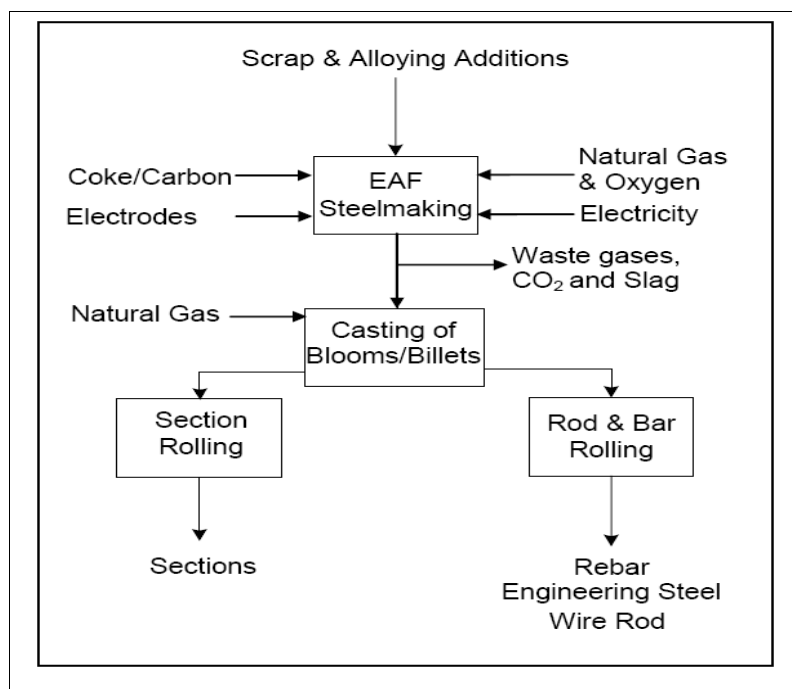 Scrap & Alloying Additions
Coke/Carbon
Electrodes
EAF
Steelmaking
Natural Gas
& Oxygen
Electricity
Waste gases,
CO₂ and Slag
Natural Gas
Casting of
Blooms/Billets
Section
Rolling
Rod & Bar
Rolling
Sections
Rebar
Engineering Steel
Wire Rod